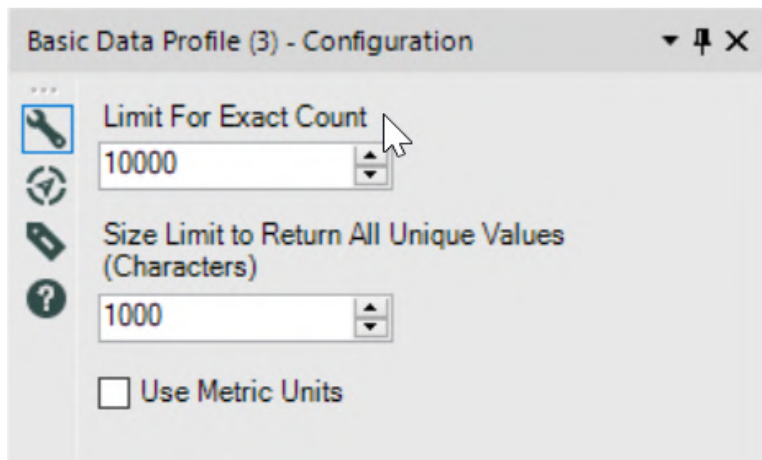 Basic Data Profile (3) - Configuration
Limit For Exact Count
10000
Size Limit to Return All Unique Values
(Characters)
1000
Use Metric Units